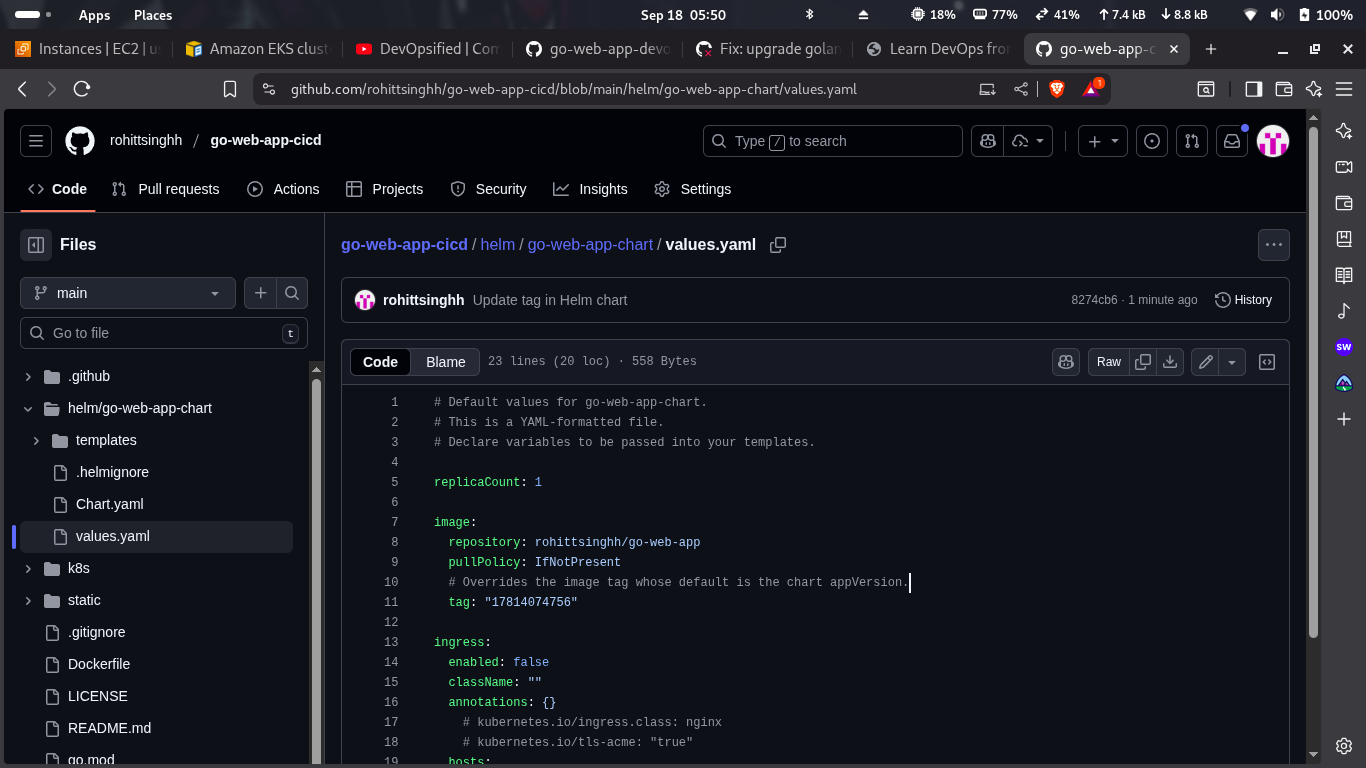 Apps Places Sep 18 05:50 18% 77% 41% 7.4 kB 8.8 kB 100%
Instances | EC2 | us Amazon EKS clust DevOpsified | Com go-web-app-devo Fix: upgrade golan Learn DevOps from go-web-app-c
github.com/rohittsinghh/go-web-app-cicd/blob/main/helm/go-web-app-chart/values.yaml 1
rohittsinghh / go-web-app-cicd Type / to search
Code Pull requests Actions Projects Security Insights Settings
Files
main
Go to file t
.github
helm/go-web-app-chart
templates
.helmignore
Chart.yaml
values.yaml
k8s
static
.gitignore
Dockerfile
LICENSE
README.md
go.mod
go-web-app-cicd / helm / go-web-app-chart / values.yaml
rohittsinghh Update tag in Helm chart 8274cb6 · 1 minute ago History
Code Blame 23 lines (20 loc) · 558 Bytes Raw
1 # Default values for go-web-app-chart.
2 # This is a YAML-formatted file.
3 # Declare variables to be passed into your templates.
4
5 replicaCount: 1
6
7 image:
8 repository: rohittsinghh/go-web-app
9 pullPolicy: IfNotPresent
10 # Overrides the image tag whose default is the chart appVersion.
11 tag: "17814074756"
12
13 ingress:
14 enabled: false
15 className: ""
16 annotations: {}
17 # kubernetes.io/ingress.class: nginx
18 # kubernetes.io/tls-acme: "true"
19 hosts:
SW